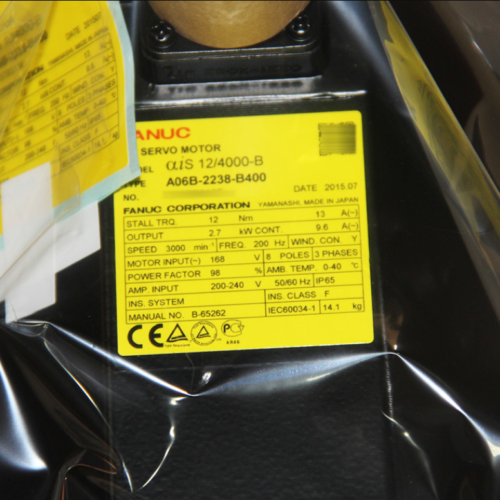 FANUC
SERVO MOTOR
αiS 12/4000-B
TYPE A06B-2238-B400
NO. DATE 2015.07
FANUC CORPORATION YAMANASHI, MADE IN JAPAN
STALL TRQ. 12 Nm 13 A(~)
OUTPUT 2.7 kW CONT. 9.6 A(~)
SPEED 3000 min⁻¹ FREQ. 200 Hz WIND. CON. Y
MOTOR INPUT(~) 168 V 8 POLES 3 PHASES
POWER FACTOR 98 % AMB. TEMP. 0-40 ℃
AMP. INPUT 200-240 V 50/60 Hz IP65
INS. SYSTEM INS. CLASS F
MANUAL NO. B-65262 IEC60034-1 14.1 kg
CE